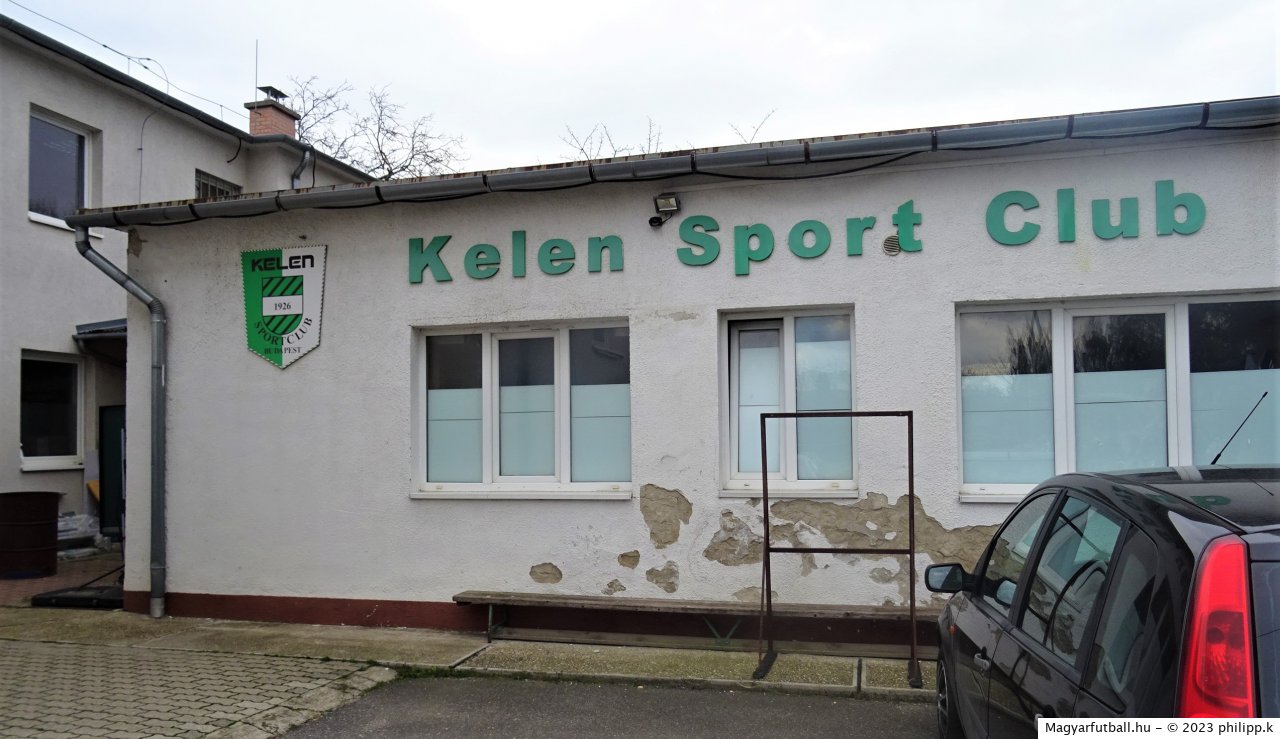 Kelen Sport Club
KELEN
1926
SPORTCLUB
BUDAPEST
Magyarfutball.hu - © 2023 philipp.k